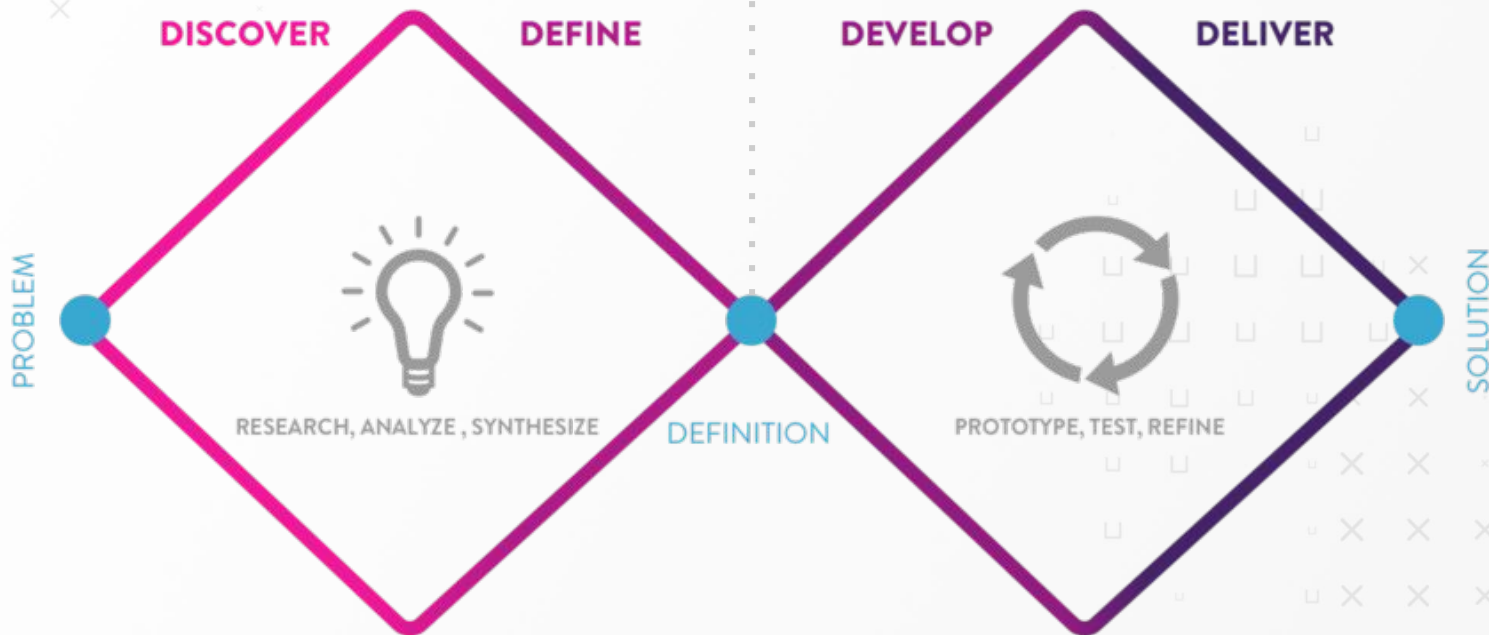 DISCOVER
DEFINE
DEVELOP
DELIVER
PROBLEM
SOLUTION
RESEARCH, ANALYZE , SYNTHESIZE
DEFINITION
PROTOTYPE, TEST, REFINE